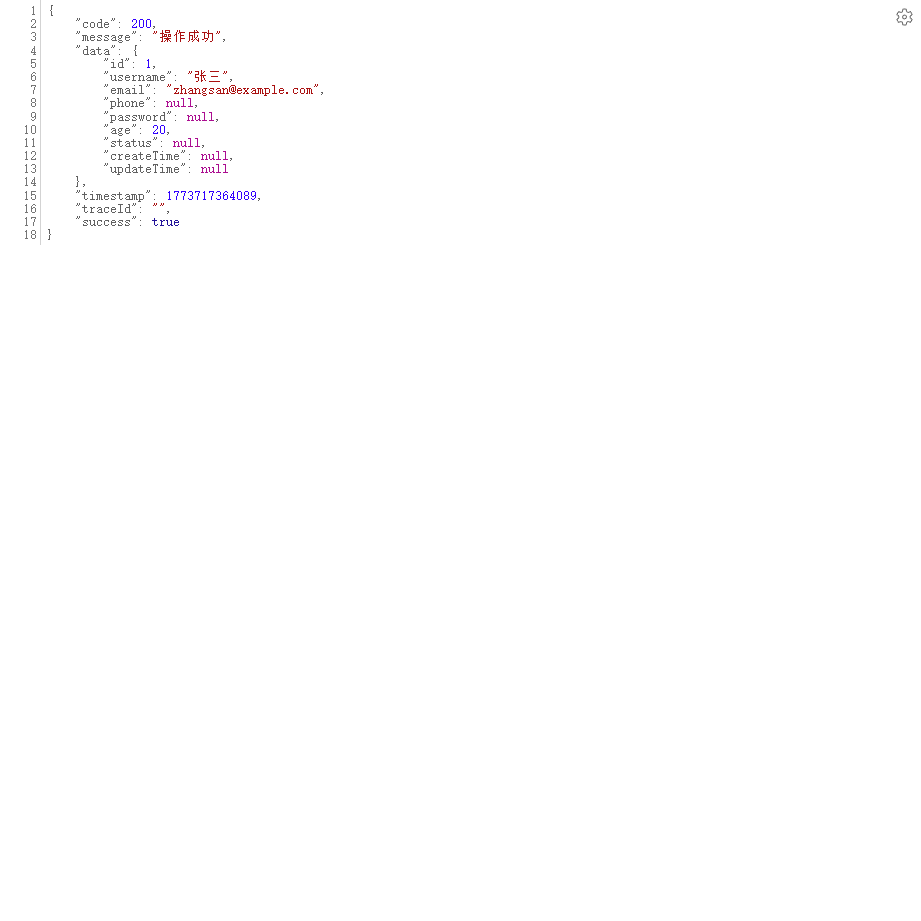 1 {
2     "code": 200,
3     "message": "操作成功",
4     "data": {
5         "id": 1,
6         "username": "张三",
7         "email": "zhangsan@example.com",
8         "phone": null,
9         "password": null,
10         "age": 20,
11         "status": null,
12         "createTime": null,
13         "updateTime": null
14     },
15     "timestamp": 1773717364089,
16     "traceId": "",
17     "success": true
18 }